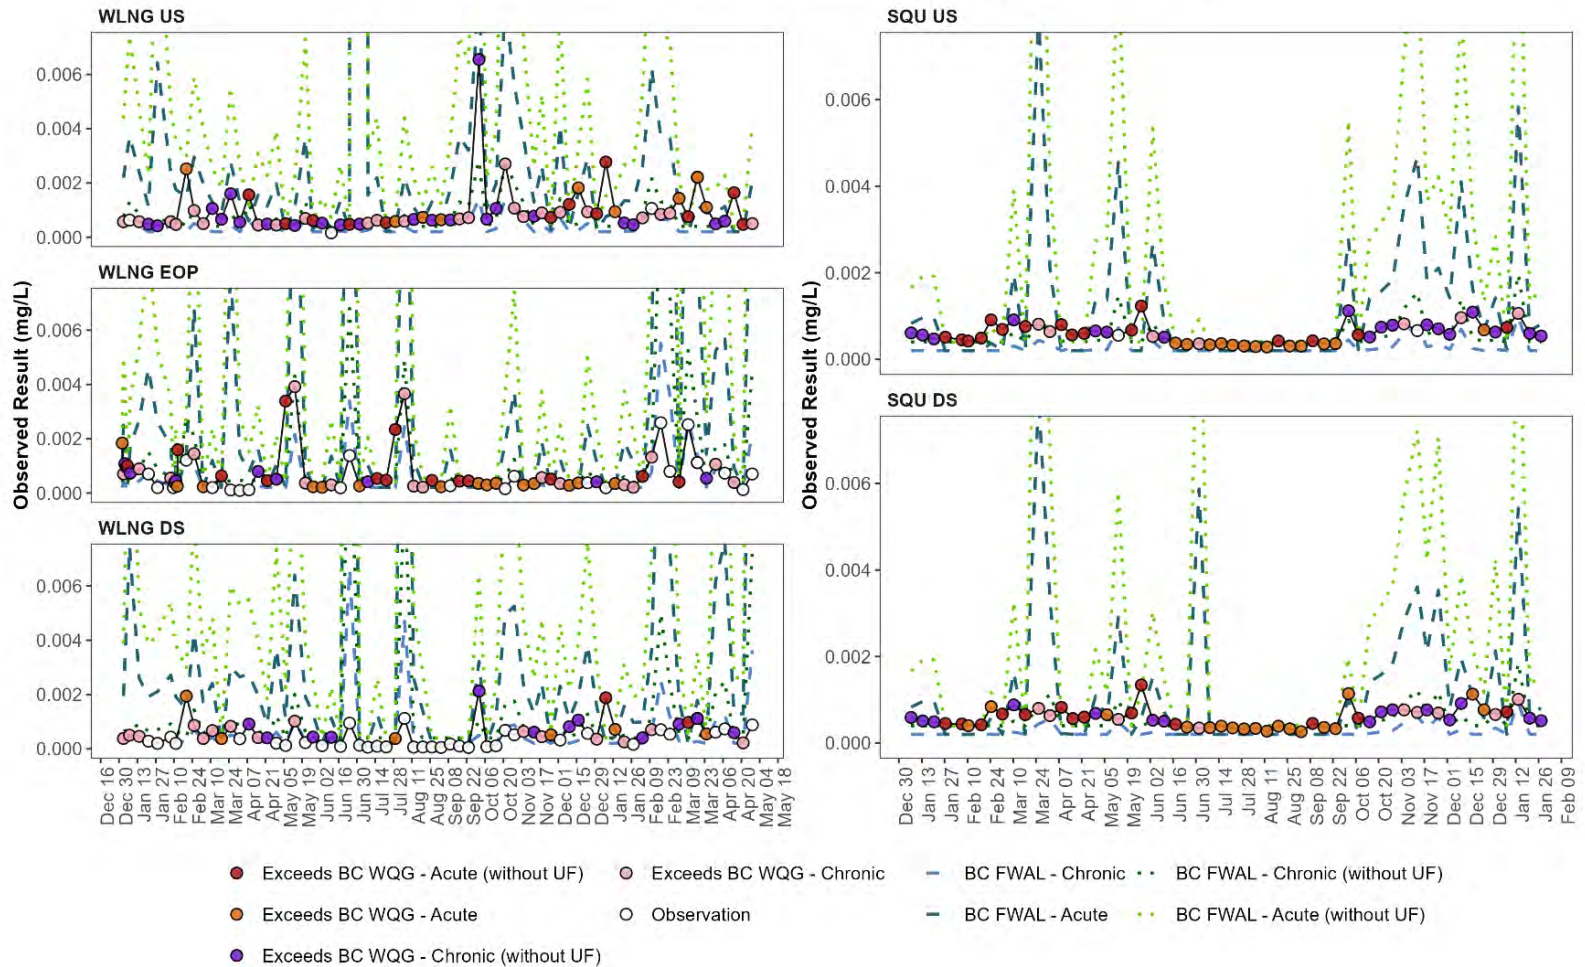 WLNG US
0.006
0.004
0.002
0.000
WLNG EOP
0.006
0.004
0.002
0.000
WLNG DS
0.006
0.004
0.002
0.000
Observed Result (mg/L)
Dec 16
Dec 30
Jan 13
Jan 27
Feb 10
Feb 24
Mar 10
Mar 24
Apr 07
Apr 21
May 05
May 19
Jun 02
Jun 16
Jun 30
Jul 14
Jul 28
Aug 11
Aug 25
Sep 08
Sep 22
Oct 06
Oct 20
Nov 03
Nov 17
Dec 01
Dec 15
Dec 29
Jan 12
Jan 26
Feb 09
Feb 23
Mar 09
Mar 23
Apr 06
Apr 20
May 04
May 18
SQU US
0.006
0.004
0.002
0.000
SQU DS
0.006
0.004
0.002
0.000
Observed Result (mg/L)
Dec 30
Jan 13
Jan 27
Feb 10
Feb 24
Mar 10
Mar 24
Apr 07
Apr 21
May 05
May 19
Jun 02
Jun 16
Jun 30
Jul 14
Jul 28
Aug 11
Aug 25
Sep 08
Sep 22
Oct 06
Oct 20
Nov 03
Nov 17
Dec 01
Dec 15
Dec 29
Jan 12
Jan 26
Feb 09
Exceeds BC WQG - Acute (without UF)
Exceeds BC WQG - Chronic
BC FWAL - Chronic
BC FWAL - Chronic (without UF)
Exceeds BC WQG - Acute
Observation
BC FWAL - Acute
BC FWAL - Acute (without UF)
Exceeds BC WQG - Chronic (without UF)